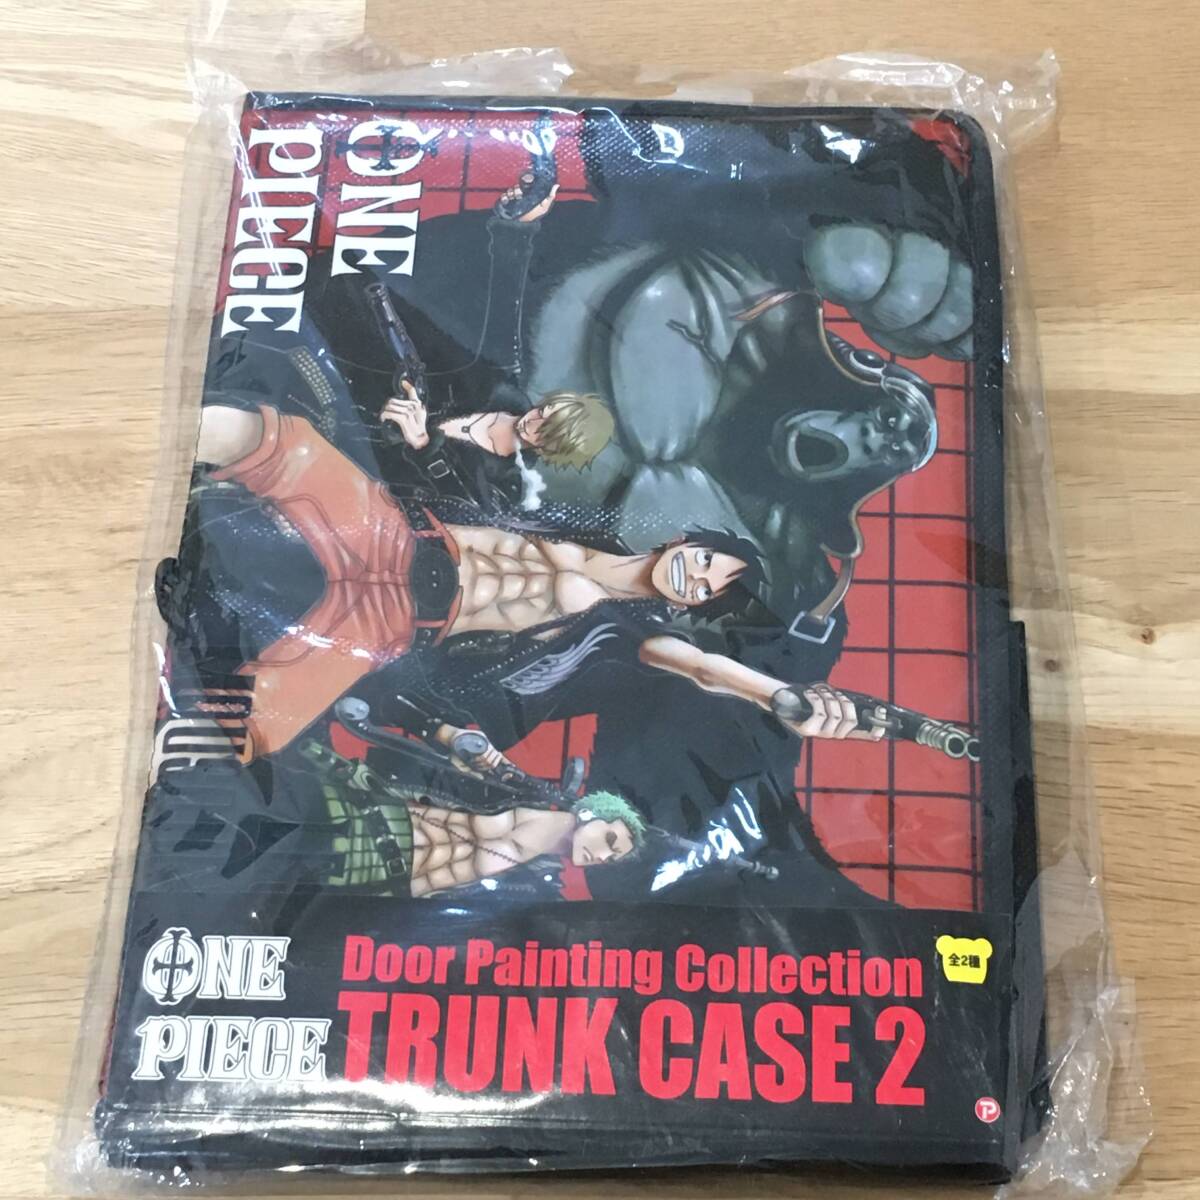 ONE
PIECE
ONE
PIECE
Door Painting Collection
TRUNK CASE 2
全2種
P